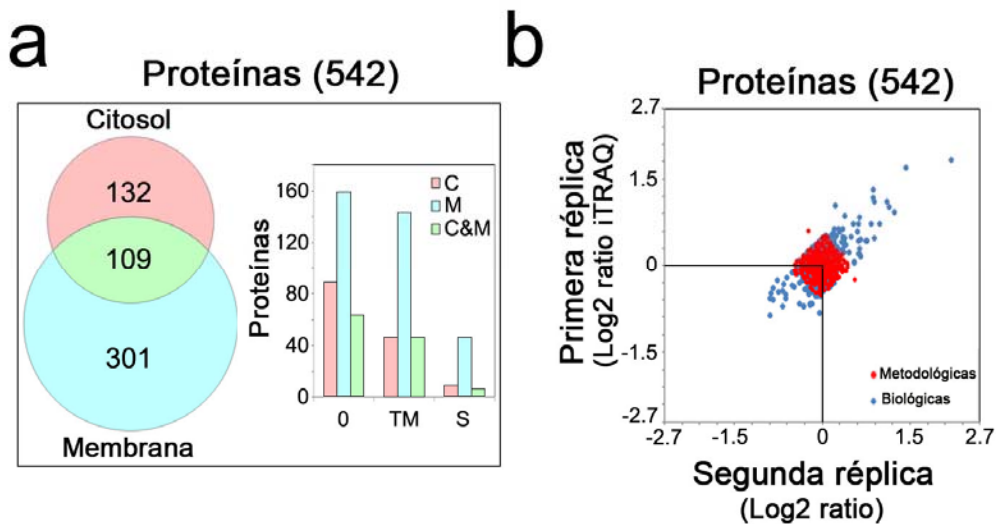 a
Proteínas (542)
Citosol
132
109
301
Membrana
Proteínas
160
120
80
40
0
C
M
C&M
0
TM
S
b
Proteínas (542)
Primera réplica
(Log2 ratio iTRAQ)
2.7
1.5
0
-1.5
-2.7
Metodológicas
Biológicas
-2.7
-1.5
0
1.5
2.7
Segunda réplica
(Log2 ratio)